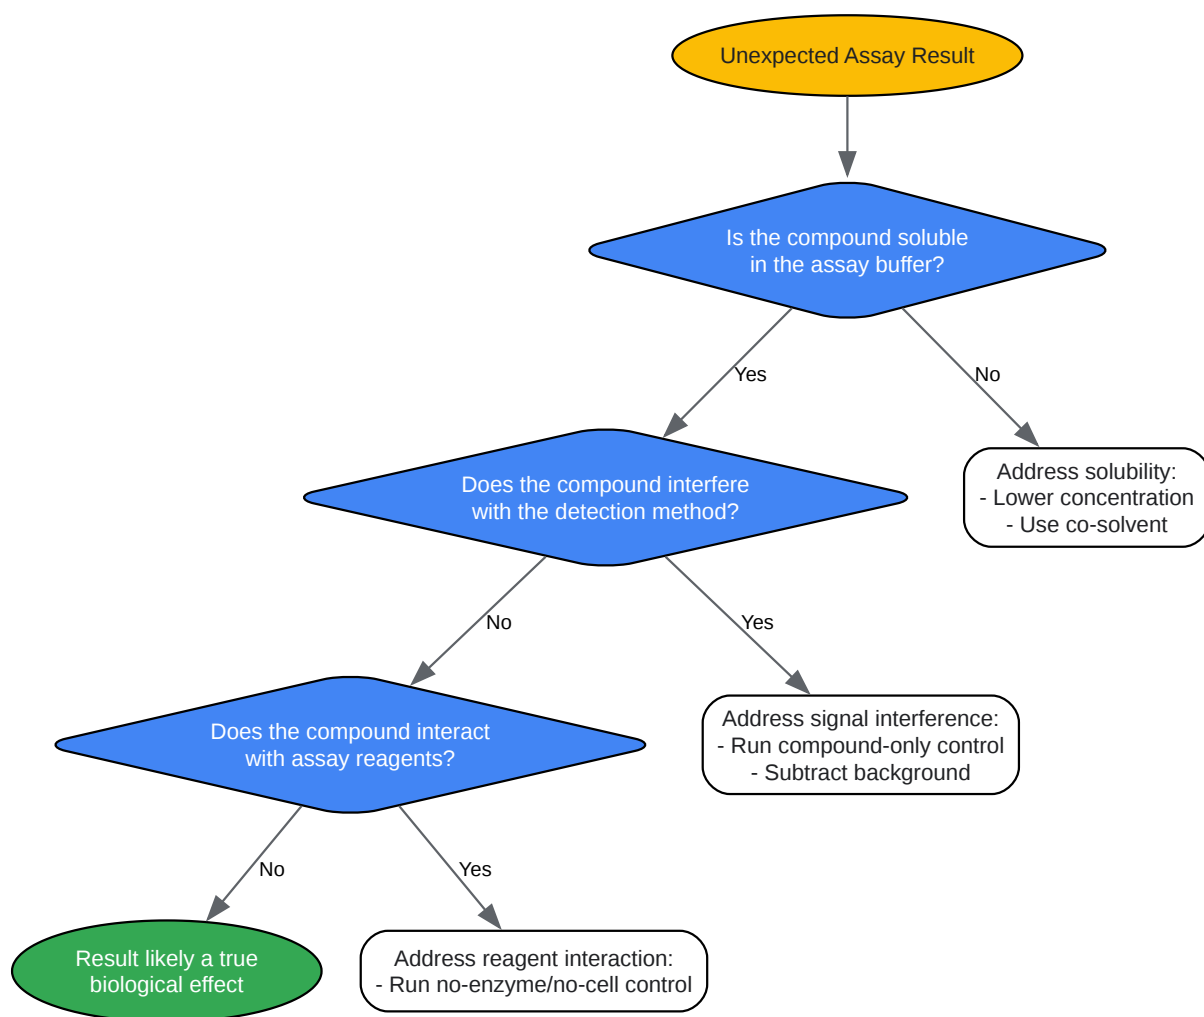 Unexpected Assay Result
Is the compound soluble
in the assay buffer?
Yes
No
Does the compound interfere
with the detection method?
Address solubility:
- Lower concentration
- Use co-solvent
No
Yes
Does the compound interact
with assay reagents?
Address signal interference:
- Run compound-only control
- Subtract background
No
Yes
Result likely a true
biological effect
Address reagent interaction:
- Run no-enzyme/no-cell control